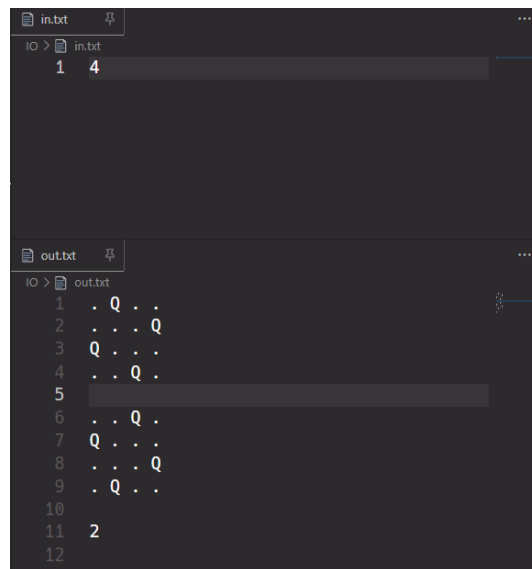 in.txt
...
IO > in.txt
1 4
out.txt
...
IO > out.txt
1 . Q . .
2 . . . Q
3 Q . . .
4 . . Q .
5
6 . . Q .
7 Q . . .
8 . . . Q
9 . Q . .
10
11 2
12